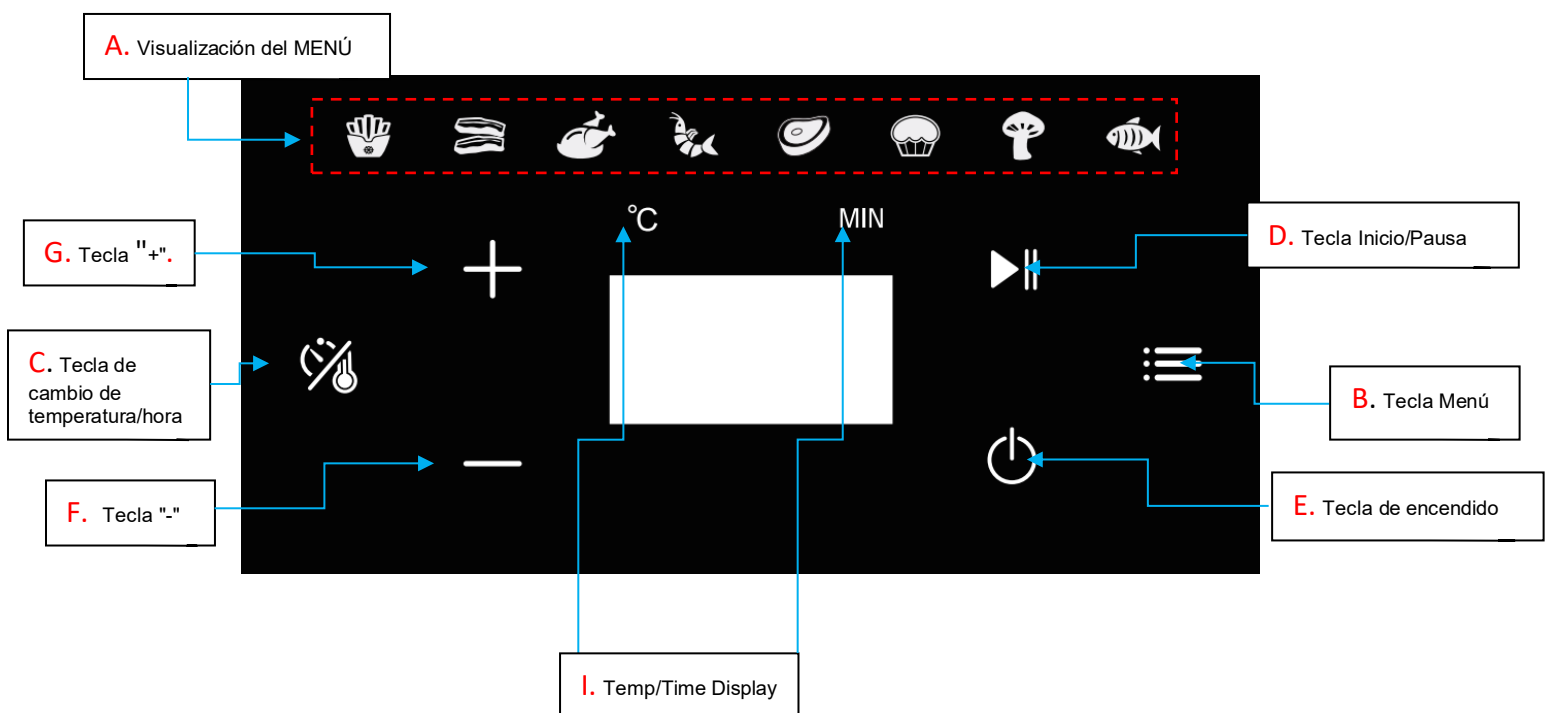 A. Visualización del MENÚ
°C
MIN
G. Tecla "+".
D. Tecla Inicio/Pausa
C. Tecla de
cambio de
temperatura/hora
B. Tecla Menú
F. Tecla "-"
E. Tecla de encendido
I. Temp/Time Display